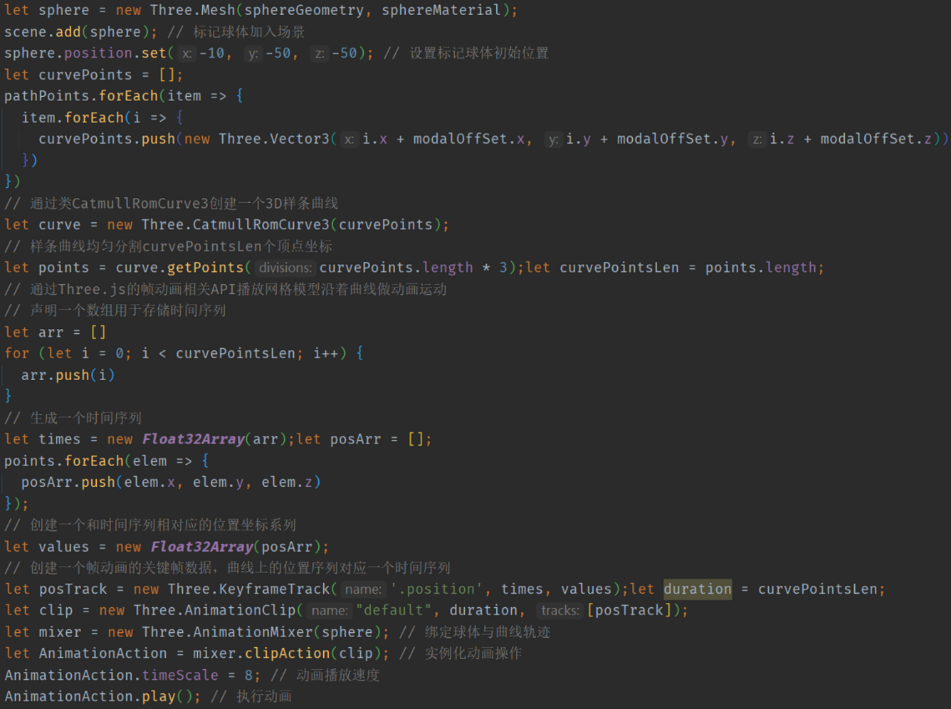 let sphere = new Three.Mesh(sphereGeometry, sphereMaterial);
scene.add(sphere); // 标记球体加入场景
sphere.position.set( x: -10, y: -50, z: -50); // 设置标记球体初始位置
let curvePoints = [];
pathPoints.forEach(item => {
  item.forEach(i => {
    curvePoints.push(new Three.Vector3( x: i.x + modalOffSet.x, y: i.y + modalOffSet.y, z: i.z + modalOffSet.z))
  })
})
// 通过类CatmullRomCurve3创建一个3D样条曲线
let curve = new Three.CatmullRomCurve3(curvePoints);
// 样条曲线均匀分割curvePointsLen个顶点坐标
let points = curve.getPoints( divisions: curvePoints.length * 3);let curvePointsLen = points.length;
// 通过Three.js的帧动画相关API播放网格模型沿着曲线做动画运动
// 声明一个数组用于存储时间序列
let arr = []
for (let i = 0; i < curvePointsLen; i++) {
  arr.push(i)
}
// 生成一个时间序列
let times = new Float32Array(arr);let posArr = [];
points.forEach(elem => {
  posArr.push(elem.x, elem.y, elem.z)
});
// 创建一个和时间序列相对应的位置坐标系列
let values = new Float32Array(posArr);
// 创建一个帧动画的关键帧数据，曲线上的位置序列对应一个时间序列
let posTrack = new Three.KeyframeTrack( name: '.position', times, values);let duration = curvePointsLen;
let clip = new Three.AnimationClip( name: "default", duration, tracks: [posTrack]);
let mixer = new Three.AnimationMixer(sphere); // 绑定球体与曲线轨迹
let AnimationAction = mixer.clipAction(clip); // 实例化动画操作
AnimationAction.timeScale = 8; // 动画播放速度
AnimationAction.play(); // 执行动画